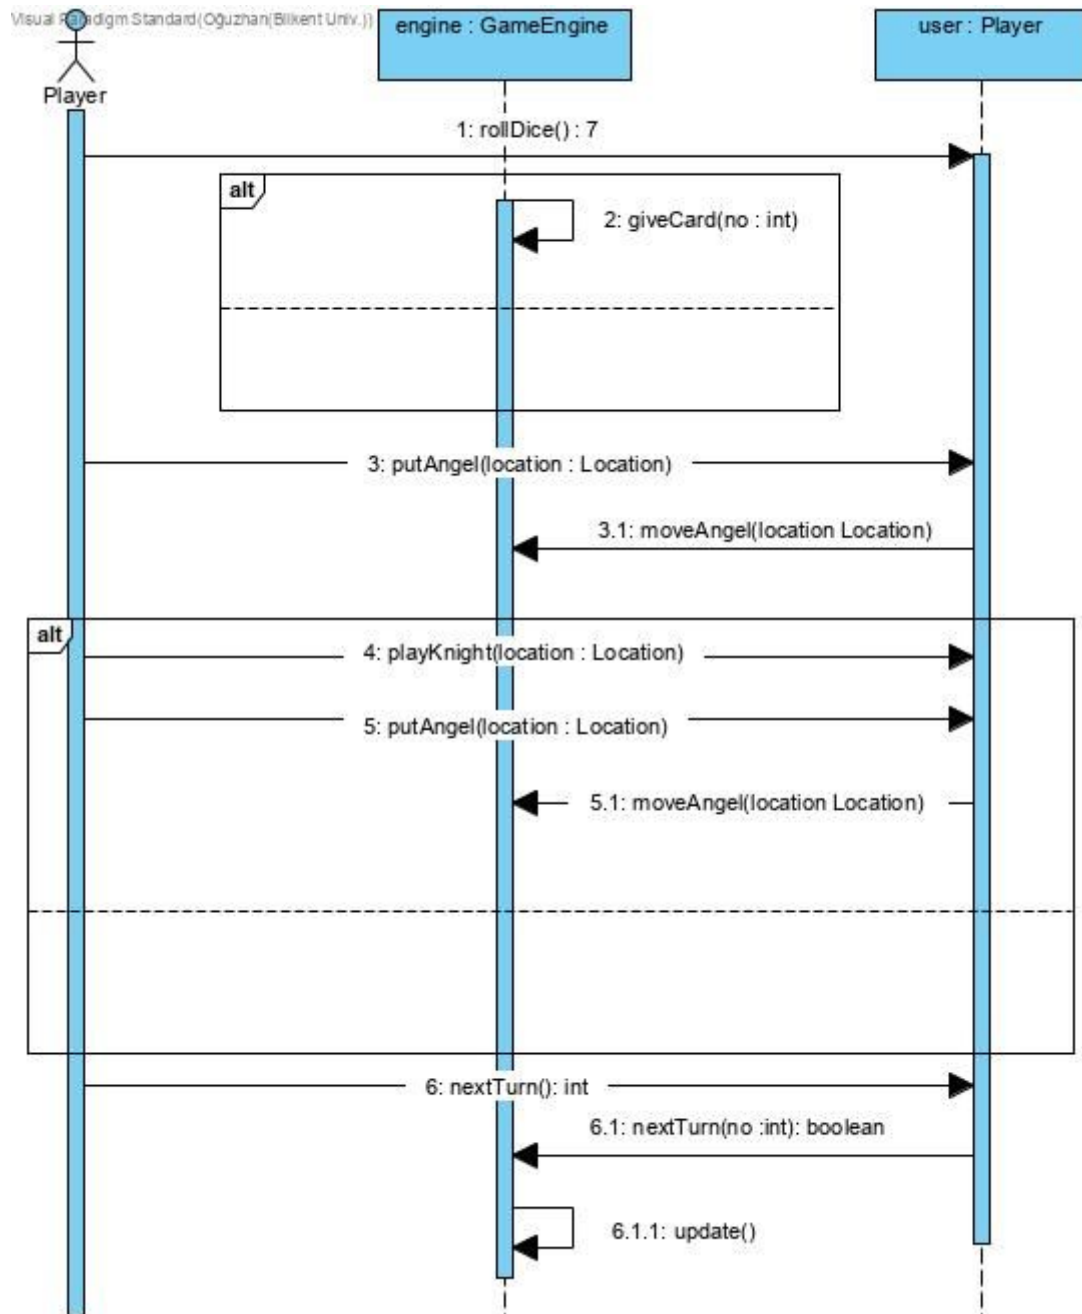 Visual Paradigm Standard(Oğuzhan(Bilkent Univ.))
engine : GameEngine
user : Player
Player
1: rollDice() : 7
alt
2: giveCard(no : int)
3: putAngel(location : Location)
3.1: moveAngel(location Location)
alt
4: playKnight(location : Location)
5: putAngel(location : Location)
5.1: moveAngel(location Location)
6: nextTurn(): int
6.1: nextTurn(no :int): boolean
6.1.1: update()